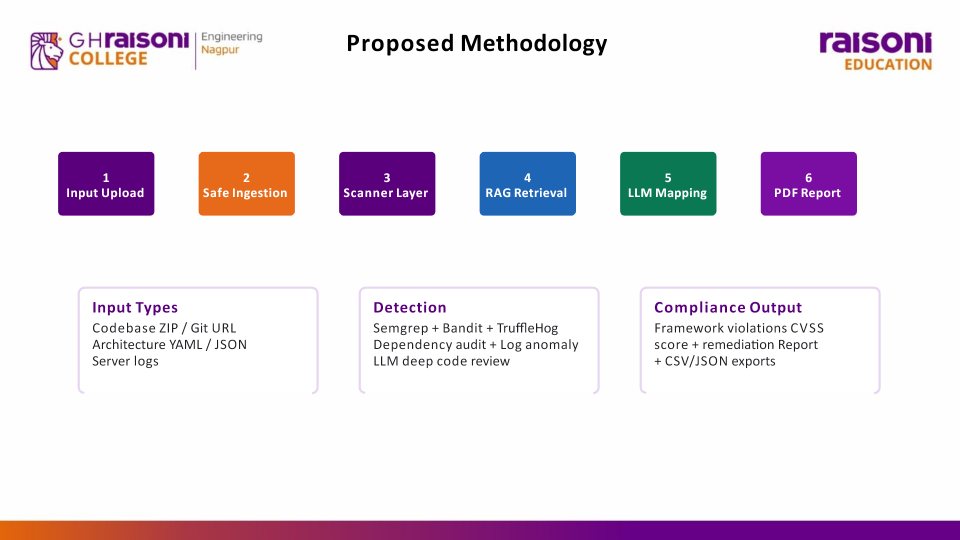 GHraisoni
COLLEGE
Engineering
Nagpur
Proposed Methodology
raisoni
EDUCATION
1
Input Upload
2
Safe Ingestion
3
Scanner Layer
4
RAG Retrieval
5
LLM Mapping
6
PDF Report
Input Types
Codebase ZIP / Git URL
Architecture YAML / JSON
Server logs
Detection
Semgrep + Bandit + TruffleHog
Dependency audit + Log anomaly
LLM deep code review
Compliance Output
Framework violations CVSS
score + remediation Report
+ CSV/JSON exports